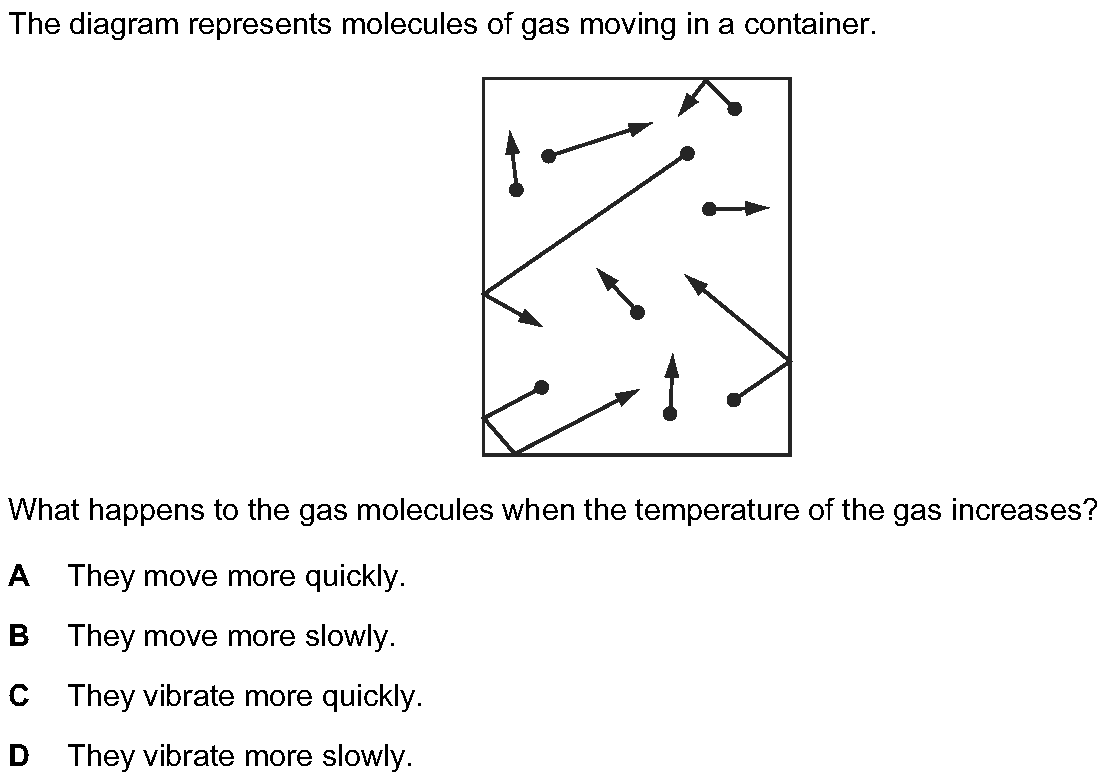 The diagram represents molecules of gas moving in a container.
What happens to the gas molecules when the temperature of the gas increases?
A They move more quickly.
B They move more slowly.
C They vibrate more quickly.
D They vibrate more slowly.